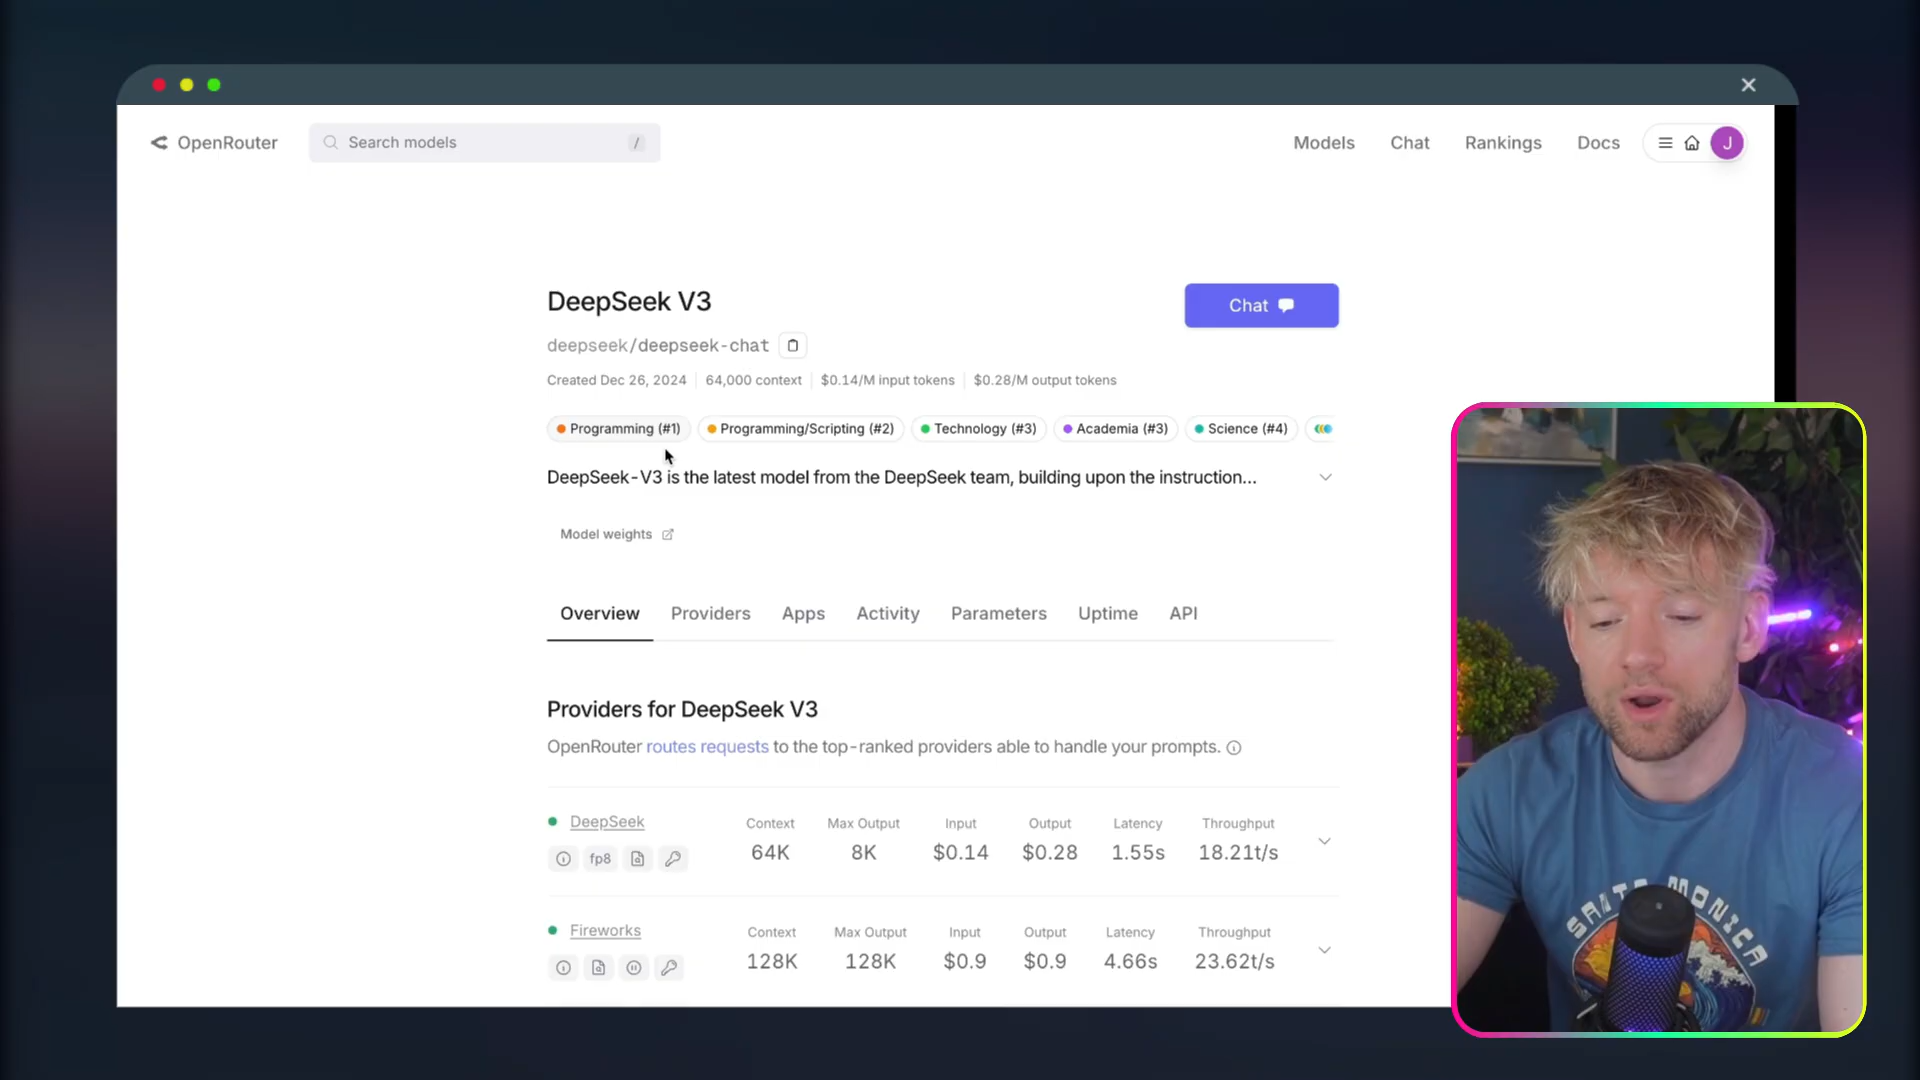 OpenRouter
Search models
/
Models
Chat
Rankings
Docs
J
DeepSeek V3
Chat
deepseek/deepseek-chat
Created Dec 26, 2024
64,000 context
$0.14/M input tokens
$0.28/M output tokens
Programming (#1)
Programming/Scripting (#2)
Technology (#3)
Academia (#3)
Science (#4)
DeepSeek-V3 is the latest model from the DeepSeek team, building upon the instruction...
Model weights
Overview
Providers
Apps
Activity
Parameters
Uptime
API
Providers for DeepSeek V3
OpenRouter routes requests to the top-ranked providers able to handle your prompts.
DeepSeek
Context
Max Output
Input
Output
Latency
Throughput
fp8
64K
8K
$0.14
$0.28
1.55s
18.21t/s
Fireworks
Context
Max Output
Input
Output
Latency
Throughput
128K
128K
$0.9
$0.9
4.66s
23.62t/s
SANTA MONICA